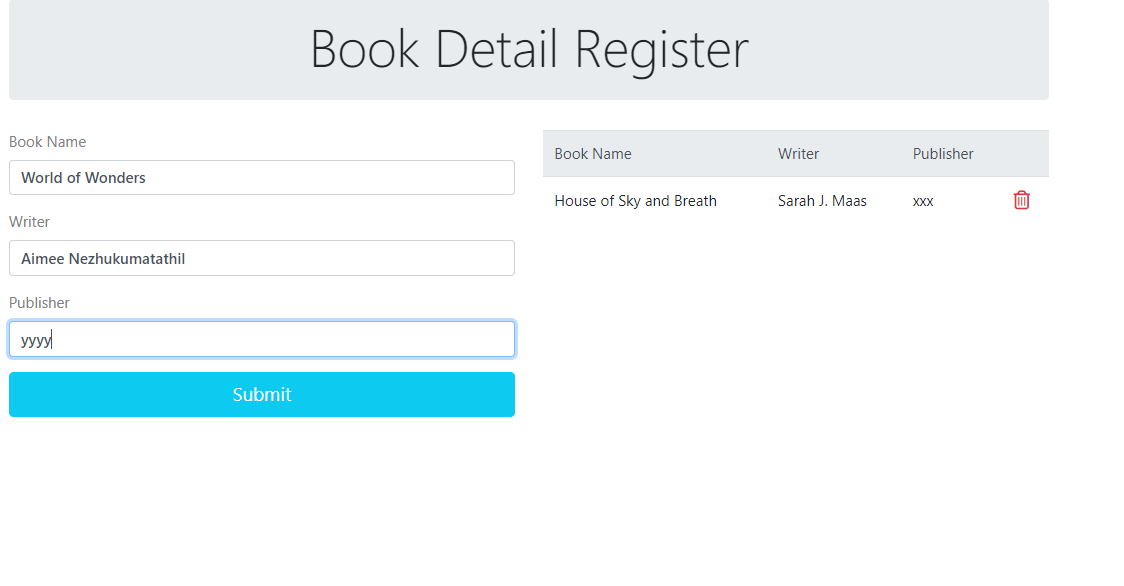 Book Detail Register
Book Name
World of Wonders
Writer
Aimee Nezhukumatathil
Publisher
yyyy
Submit
Book Name Writer Publisher
House of Sky and Breath Sarah J. Maas xxx